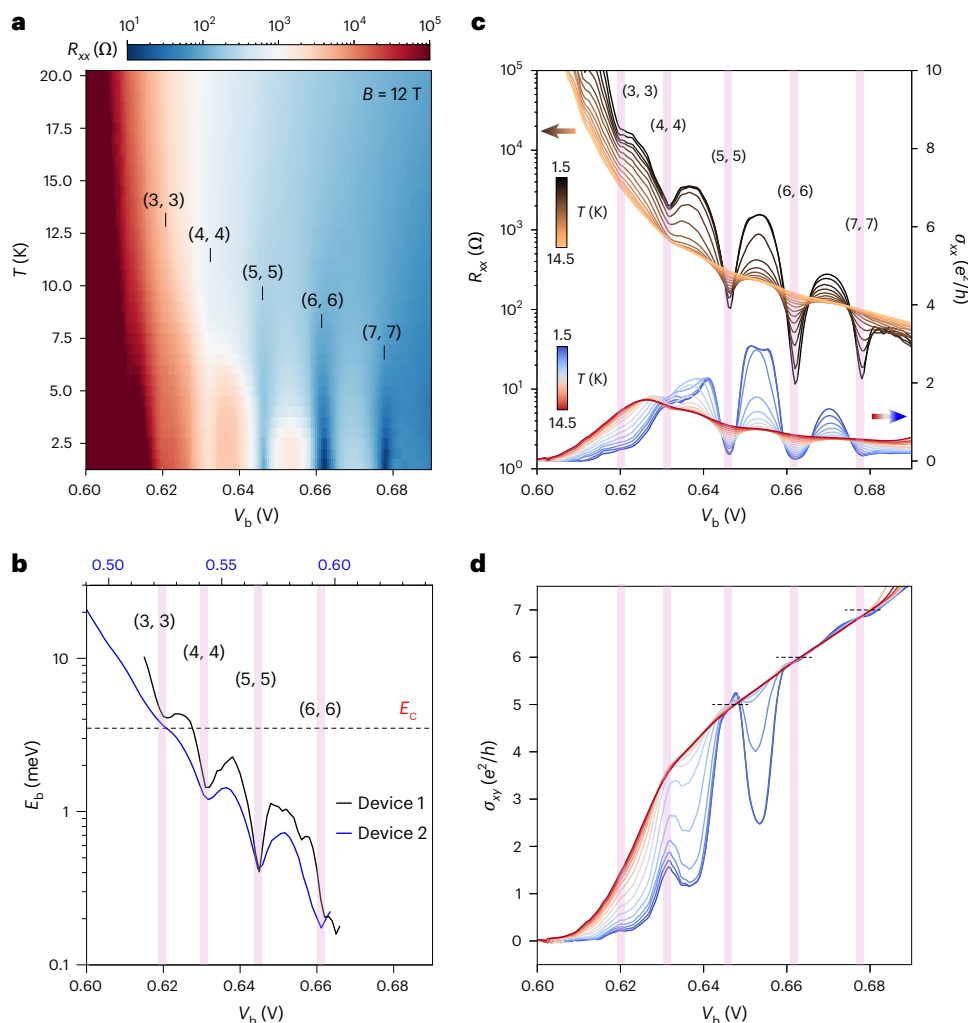 a
R_xx (Ω)
10^1 10^2 10^3 10^4 10^5
B = 12 T
20.0
17.5
15.0
12.5
10.0
7.5
5.0
2.5
T (K)
(3, 3)
(4, 4)
(5, 5)
(6, 6)
(7, 7)
0.60 0.62 0.64 0.66 0.68
V_b (V)
c
10^5
10^4
10^3
10^2
10^1
10^0
R_xx (Ω)
(3, 3)
(4, 4)
(5, 5)
(6, 6)
(7, 7)
1.5
T (K)
14.5
1.5
T (K)
14.5
10
8
6
4
2
0
σ_xx (e^2/h)
0.60 0.62 0.64 0.66 0.68
V_b (V)
b
0.50 0.55 0.60
10
1
0.1
E_b (meV)
(3, 3)
(4, 4)
(5, 5)
(6, 6)
E_C
Device 1
Device 2
0.60 0.62 0.64 0.66 0.68
V_b (V)
d
7
6
5
4
3
2
1
0
σ_xy (e^2/h)
0.60 0.62 0.64 0.66 0.68
V_b (V)